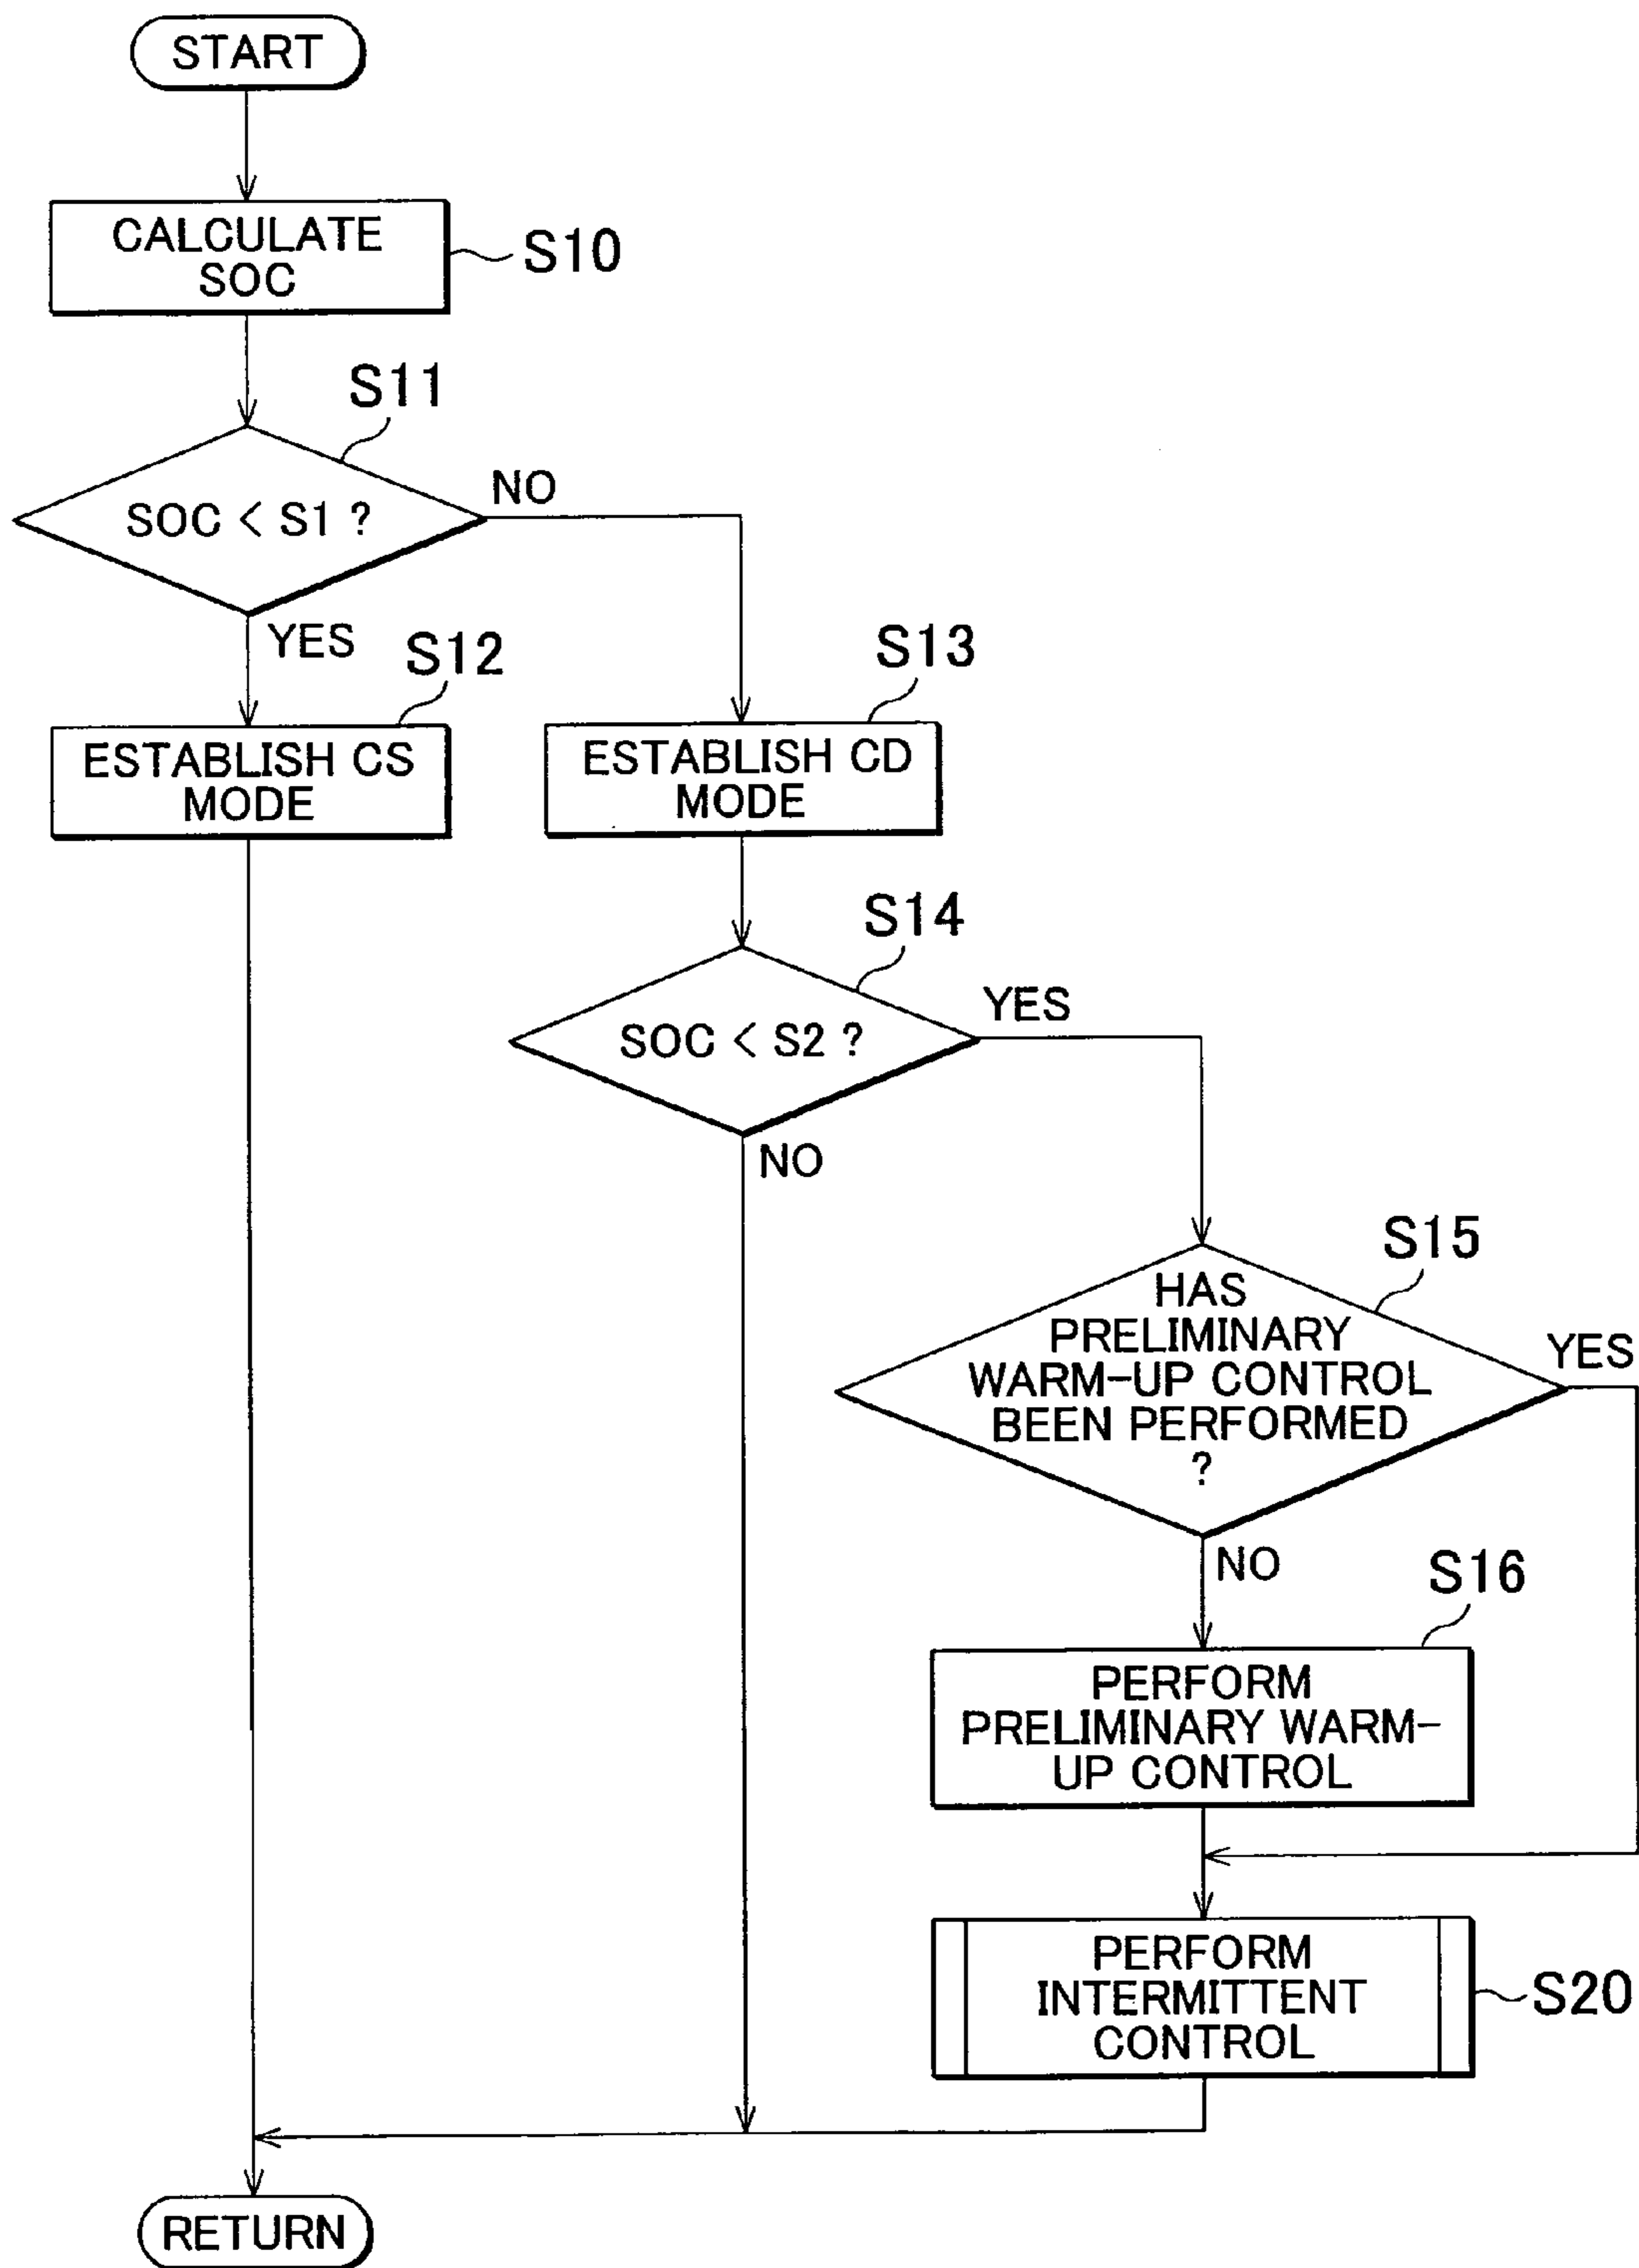 START
CALCULATE
SOC
S10
S11
SOC < S1 ?
NO
YES
S12
ESTABLISH CS
MODE
S13
ESTABLISH CD
MODE
S14
SOC < S2 ?
YES
NO
S15
HAS
PRELIMINARY
WARM-UP CONTROL
BEEN PERFORMED
?
YES
NO
S16
PERFORM
PRELIMINARY WARM-
UP CONTROL
PERFORM
INTERMITTENT
CONTROL
S20
RETURN